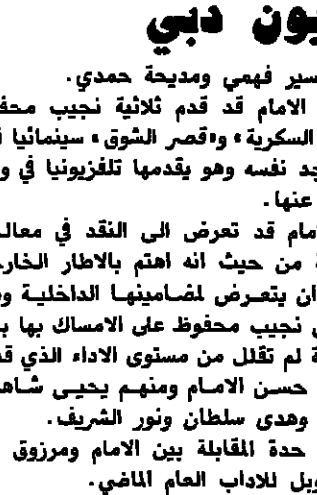 يون دبي
سير فهمي ومديحة حمدي.
الامام قد قدم ثلاثية نجيب محف
السكرية» و«قصر الشوق» سينمائيا
جد نفسه وهو يقدمها تلفزيونيا في و
عنها.
مام قد تعرض الى النقد في معال
ة من حيث انه اهتم بالاطار الخار
ان يتعرض لمضامينها الداخلية و
ي نجيب محفوظ على الامساك بها ب
ة لم تقلل من مستوى الاداء الذي ق
حسن الامام ومنهم يحيى شاه
وهدى سلطان ونور الشريف.
حدة المقابلة بين الامام ومرزوق
وبل للاداب العام الماضي.